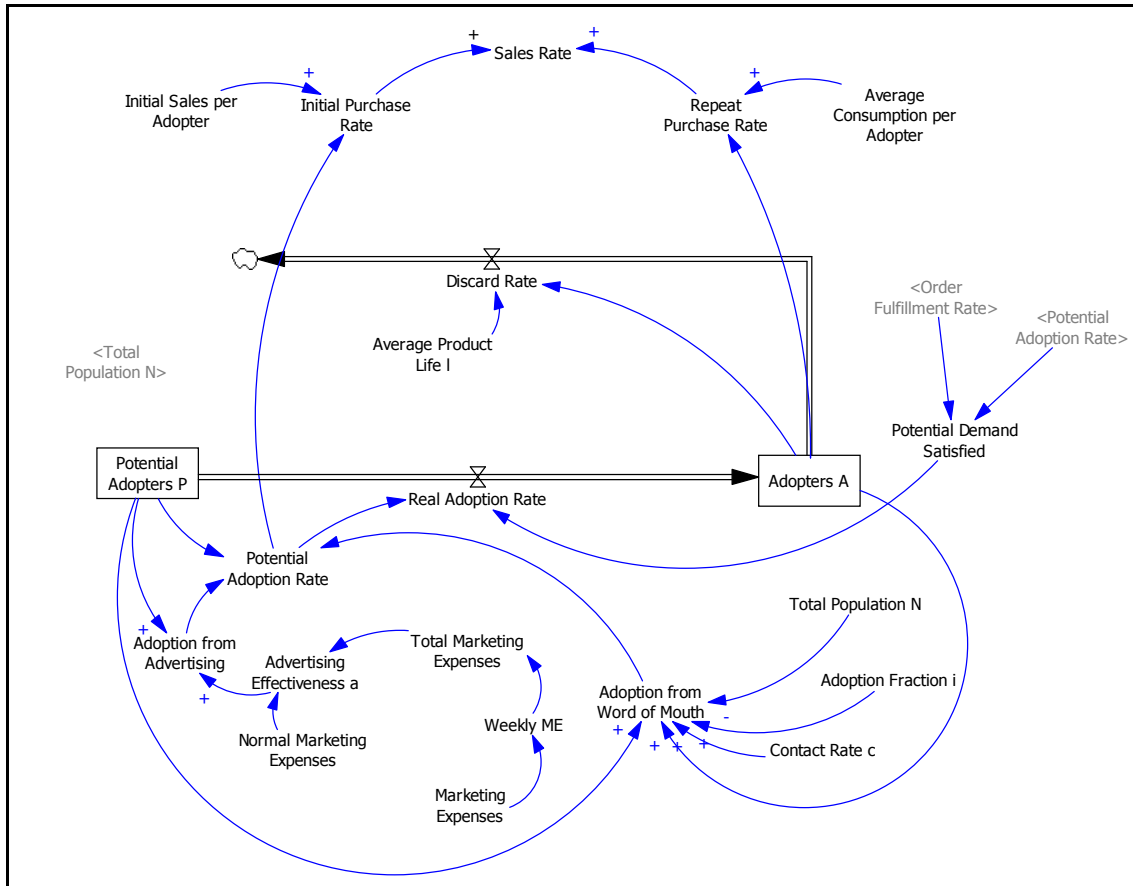 +
+
Sales Rate
+
+
Initial Sales per
Adopter
Initial Purchase
Rate
Repeat
Purchase Rate
Average
Consumption per
Adopter
Discard Rate
<Order
Fulfillment Rate>
<Potential
Adoption Rate>
<Total
Population N>
Average Product
Life l
Potential Demand
Satisfied
Potential
Adopters P
Adopters A
Real Adoption Rate
Potential
Adoption Rate
Total Population N
+
Adoption from
Advertising
Total Marketing
Expenses
Advertising
Effectiveness a
+
Adoption Fraction i
Adoption from
Word of Mouth
-
Weekly ME
Normal Marketing
Expenses
+
+
+
+
Contact Rate c
Marketing
Expenses